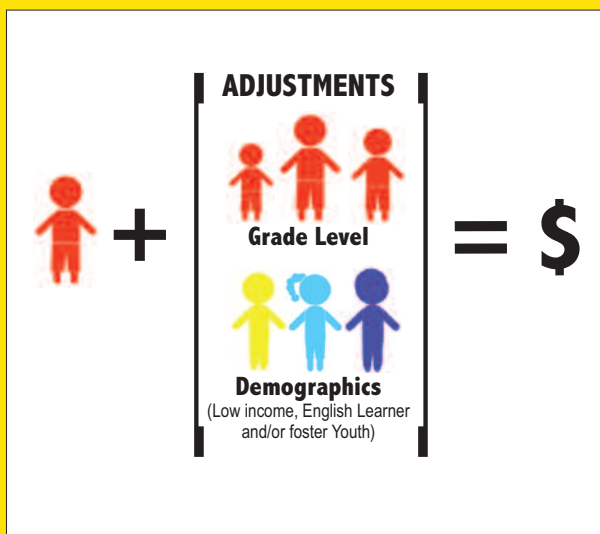 ADJUSTMENTS
+
Grade Level
= $
Demographics
(Low income, English Learner
and/or foster Youth)